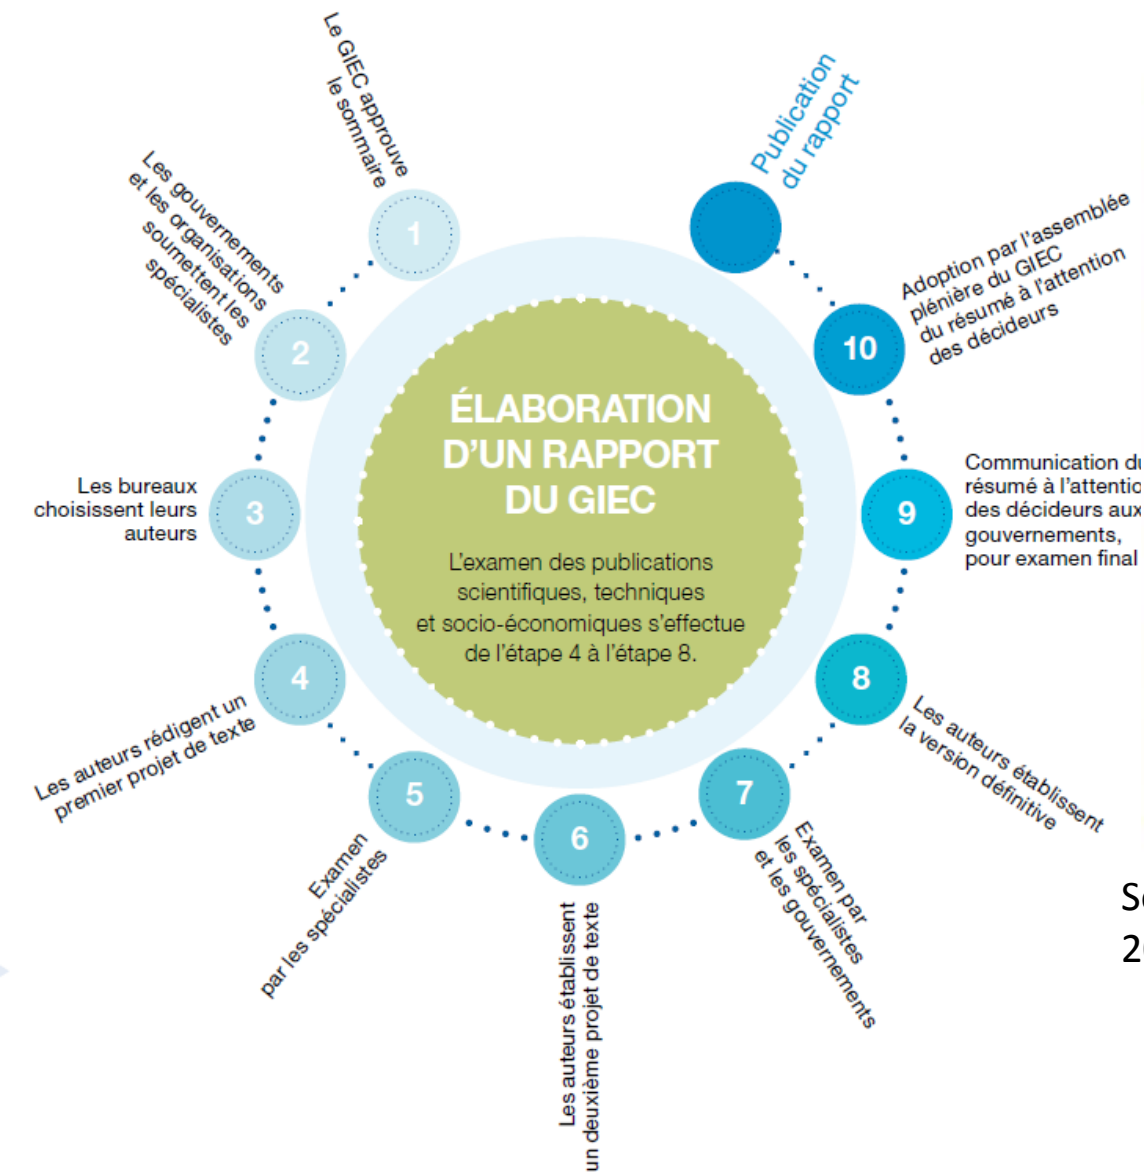 Le GIEC approuve
le sommaire
1
Les gouvernements
et les organisations
soumettent les
spécialistes
2
Les bureaux
choisissent leurs
auteurs
3
Les auteurs rédigent un
premier projet de texte
4
Examen
par les spécialistes
5
Les auteurs établissent
un deuxième projet de texte
6
Examen par
les spécialistes
et les gouvernements
7
Les auteurs établissent
la version définitive
8
Communication
résumé à
des décideurs aux
gouvernements,
pour examen final
9
Adoption par l'assemblée
plénière du GIEC
du résumé à l'attention
des décideurs
10
Publication
du rapport
ÉLABORATION
D'UN RAPPORT
DU GIEC
L'examen des publications
scientifiques, techniques
et socio-économiques s'effectue
de l'étape 4 à l'étape 8.